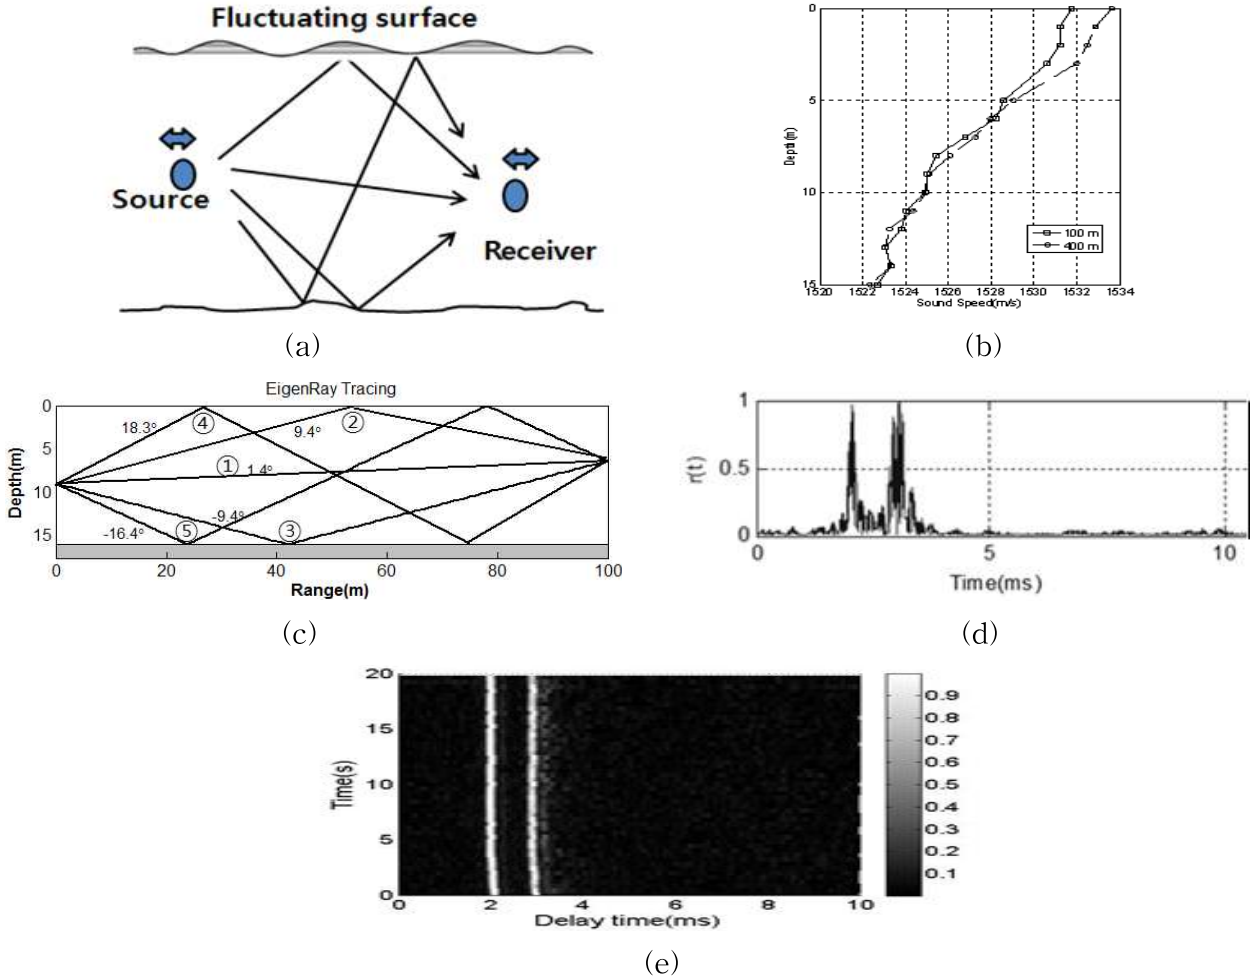 Fluctuating surface
Source
Receiver
(a)
0
5
10
15
Depth(m)
100 m
400 m
1520 1522 1524 1526 1528 1530 1532 1534
Sound Speed(m/s)
(b)
EigenRay Tracing
0
5
10
15
Depth(m)
18.3°
④
②
9.4°
①
1.4°
-9.4°
-16.4°
⑤
③
0 20 40 60 80 100
Range(m)
(c)
1
0.5
0
r(t)
0 5 10
Time(ms)
(d)
20
15
10
5
0
Time(s)
0 2 4 6 8 10
Delay time(ms)
0.9
0.8
0.7
0.6
0.5
0.4
0.3
0.2
0.1
(e)